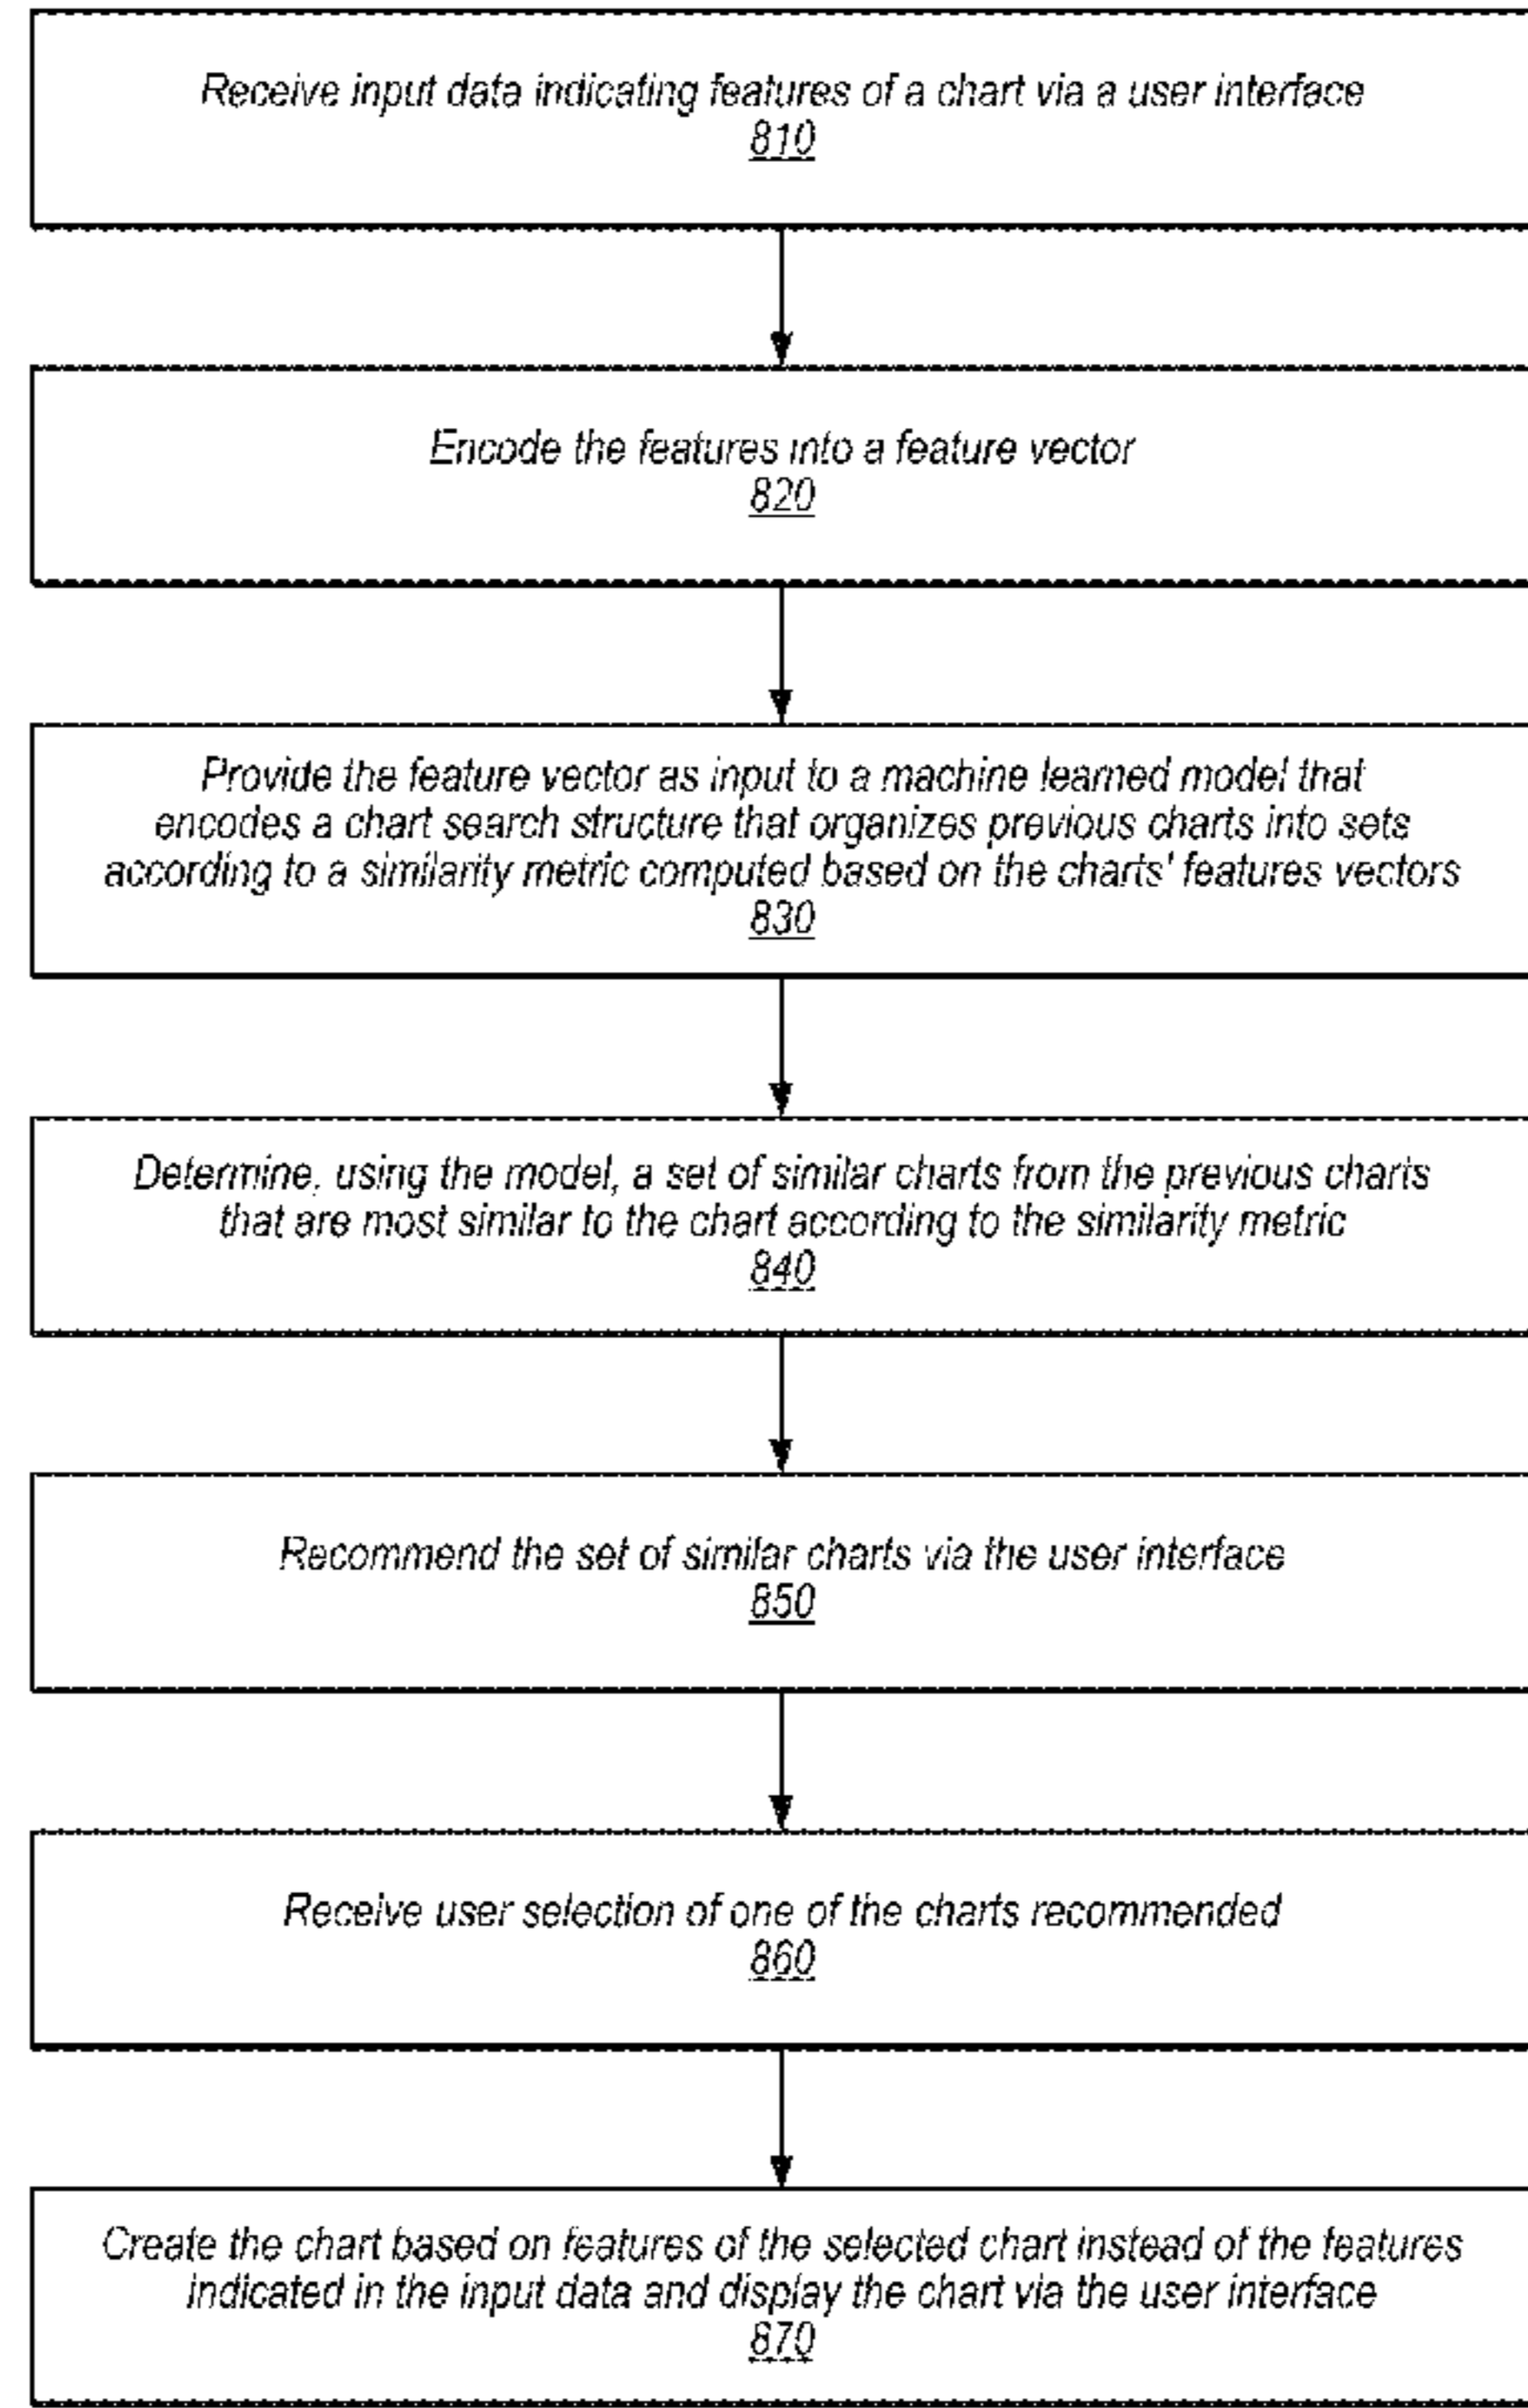 Receive input data indicating features of a chart via a user interface
810
Encode the features into a feature vector
820
Provide the feature vector as input to a machine learned model that
encodes a chart search structure that organizes previous charts into sets
according to a similarity metric computed based on the charts' features vectors
830
Determine, using the model, a set of similar charts from the previous charts
that are most similar to the chart according to the similarity metric
840
Recommend the set of similar charts via the user interface
850
Receive user selection of one of the charts recommended
860
Create the chart based on features of the selected chart instead of the features
indicated in the input data and display the chart via the user interface
870